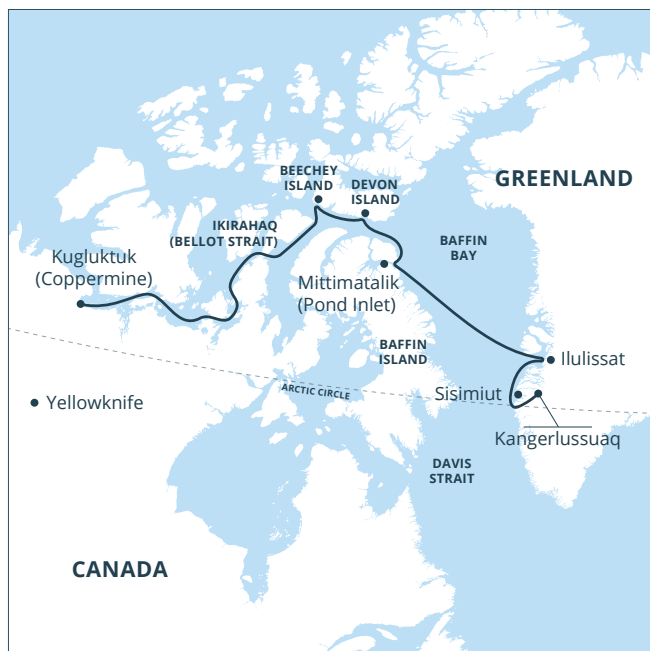 BEECHEY
ISLAND
DEVON
ISLAND
GREENLAND
IKIRAHAQ
(BELLOT STRAIT)
BAFFIN
BAY
Kugluktuk
(Coppermine)
Mittimatalik
(Pond Inlet)
BAFFIN
ISLAND
Ilulissat
ARCTIC CIRCLE
Sisimiut
Yellowknife
Kangerlussuaq
DAVIS
STRAIT
CANADA